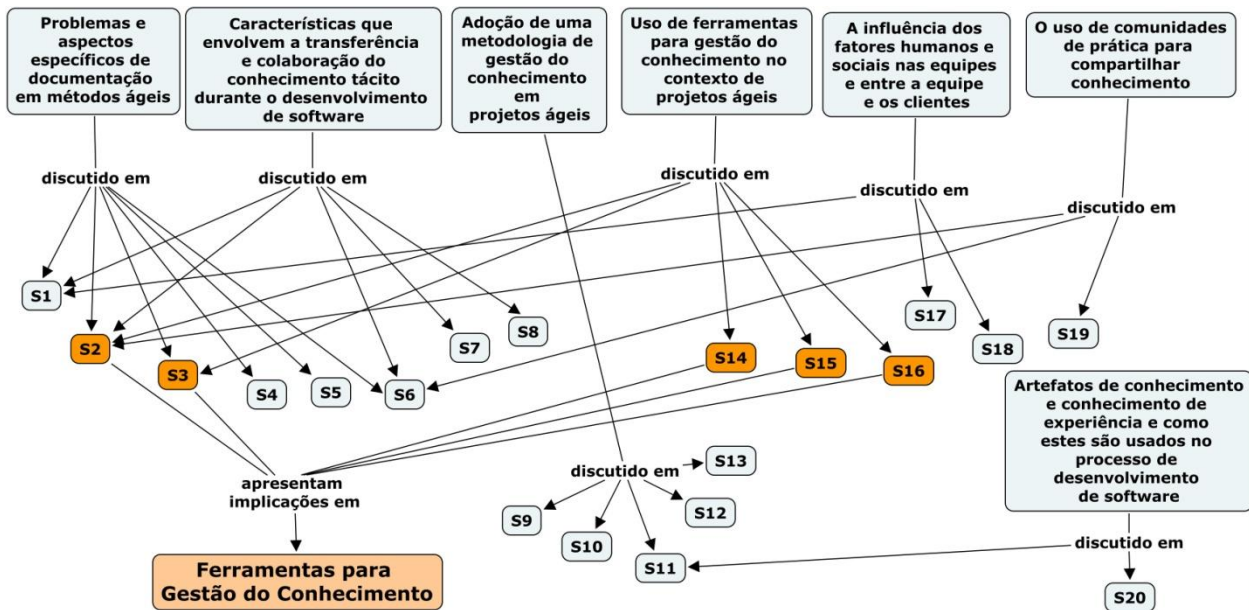 Problemas e
aspectos
específicos de
documentação
em métodos ágeis
Características que
envolvem a transferência
e colaboração do
conhecimento tácito
durante o desenvolvimento
de software
Adoção de uma
metodologia de
gestão do
conhecimento
em
projetos ágeis
Uso de ferramentas
para gestão do
conhecimento no
contexto de
projetos ágeis
A influência dos
fatores humanos e
sociais nas equipes
e entre a equipe
e os clientes
O uso de comunidades
de prática para
compartilhar
conhecimento
discutido em
discutido em
discutido em
discutido em
discutido em
S1
S2
S3
S4
S5
S6
S7
S8
S14
S15
S16
S17
S18
S19
Artefatos de conhecimento
e conhecimento de
experiência e como
estes são usados no
processo de
desenvolvimento
de software
apresentam
implicações em
discutido em
S13
S9
S10
S11
S12
discutido em
S20
Ferramentas para
Gestão do Conhecimento